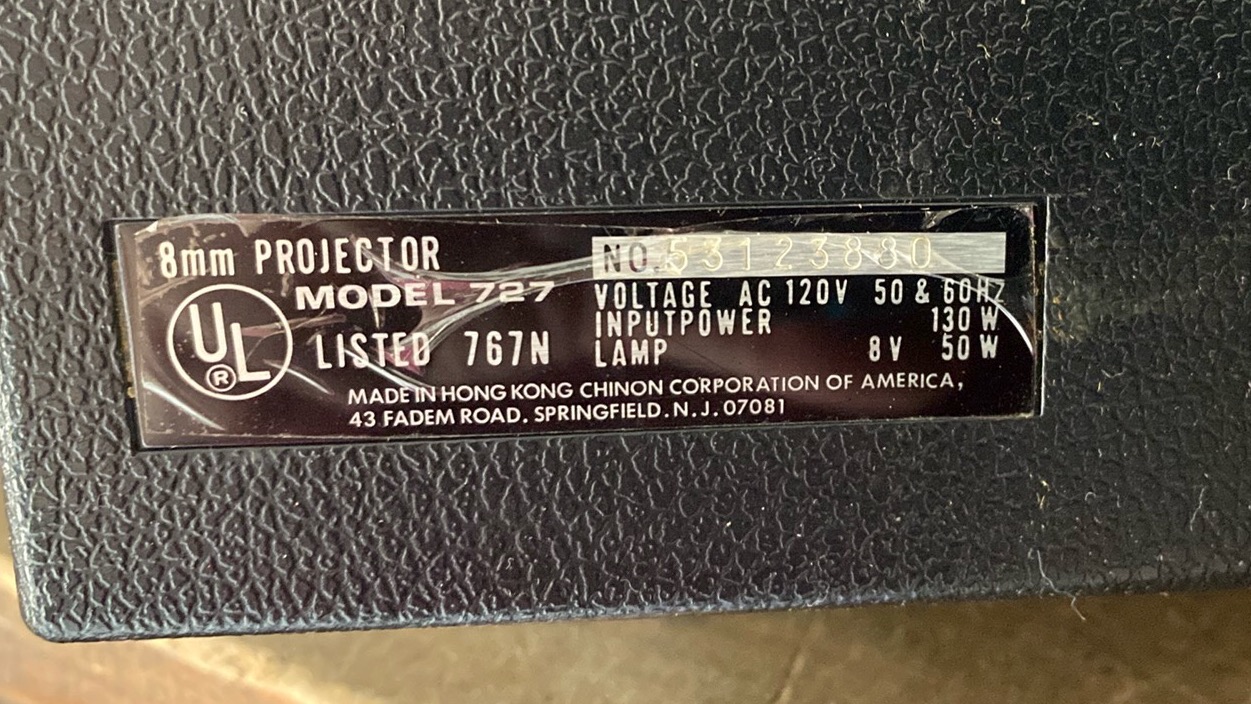 8mm PROJECTOR
MODEL 727
UL ®
LISTED 767N
NO. 53123880
VOLTAGE AC 120V 50 & 60HZ
INPUTPOWER 130 W
LAMP 8 V 50 W
MADE IN HONG KONG CHINON CORPORATION OF AMERICA,
43 FADEM ROAD. SPRINGFIELD. N. J. 07081